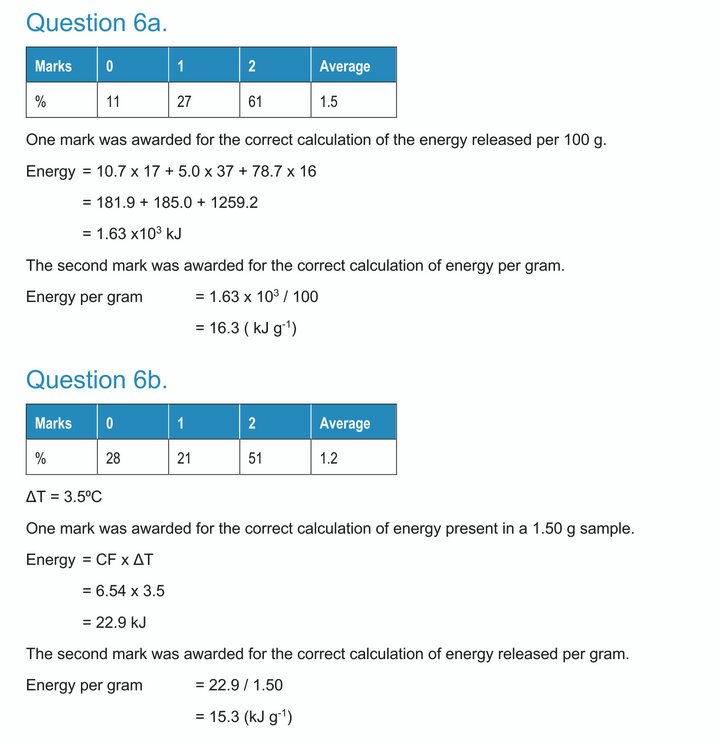 Question 6a.
Marks 0 1 2 Average
% 11 27 61 1.5
One mark was awarded for the correct calculation of the energy released per 100 g.
Energy = 10.7 x 17 + 5.0 x 37 + 78.7 x 16
= 181.9 + 185.0 + 1259.2
= 1.63 x10³ kJ
The second mark was awarded for the correct calculation of energy per gram.
Energy per gram = 1.63 x 10³ / 100
= 16.3 ( kJ g⁻¹)
Question 6b.
Marks 0 1 2 Average
% 28 21 51 1.2
ΔT = 3.5ºC
One mark was awarded for the correct calculation of energy present in a 1.50 g sample.
Energy = CF x ΔT
= 6.54 x 3.5
= 22.9 kJ
The second mark was awarded for the correct calculation of energy released per gram.
Energy per gram = 22.9 / 1.50
= 15.3 (kJ g⁻¹)